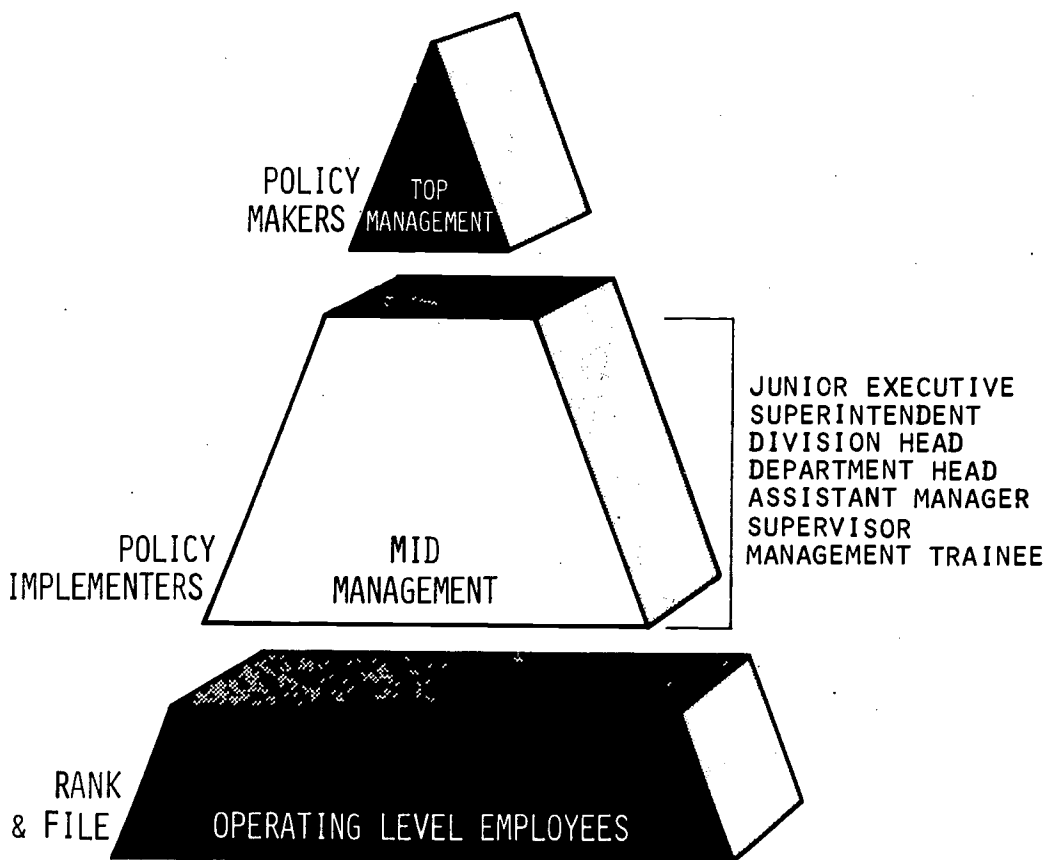 POLICY
MAKERS
TOP
MANAGEMENT
POLICY
IMPLEMENTERS
MID
MANAGEMENT
JUNIOR EXECUTIVE
SUPERINTENDENT
DIVISION HEAD
DEPARTMENT HEAD
ASSISTANT MANAGER
SUPERVISOR
MANAGEMENT TRAINEE
RANK
& FILE
OPERATING LEVEL EMPLOYEES